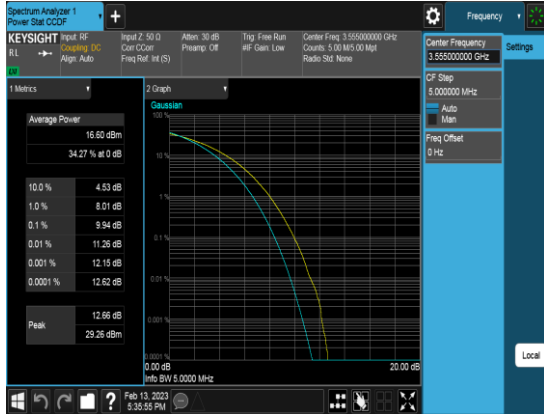 Spectrum Analyzer 1
Power Stat CCDF
+
Frequency
KEYSIGHT
RL
Input: RF
Coupling: DC
Align: Auto
Input Z: 50 Ω
Corr CCorr
Freq Ref: Int (S)
Atten: 30 dB
Preamp: Off
Trig: Free Run
#IF Gain: Low
Center Freq: 3.555000000 GHz
Counts: 5.00 M/5.00 Mpt
Radio Std: None
Center Frequency
3.555000000 GHz
Settings
CF Step
5.000000 MHz
Auto
Man
Freq Offset
0 Hz
Local
1 Metrics
Average Power
16.60 dBm
34.27 % at 0 dB
10.0 % 4.53 dB
1.0 % 8.01 dB
0.1 % 9.94 dB
0.01 % 11.26 dB
0.001 % 12.15 dB
0.0001 % 12.62 dB
Peak
12.66 dB
29.26 dBm
2 Graph
Gaussian
100 %
10 %
1 %
0.1 %
0.01 %
0.001 %
0.0001 %
0.00 dB
20.00 dB
Info BW 5.0000 MHz
?
Feb 13, 2023
5:35:55 PM